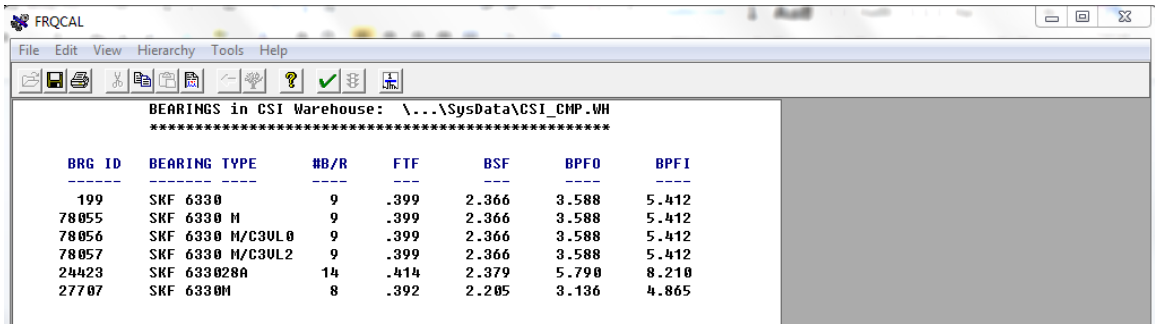 FRQCAL
File Edit View Hierarchy Tools Help
BEARINGS in CSI Warehouse: \...\SysData\CSI_CMP.WH
**************************************************
BRG ID BEARING TYPE #B/R FTF BSF BPFO BPFI
------ ------- ---- ---- --- --- ---- ----
199 SKF 6330 9 .399 2.366 3.588 5.412
78055 SKF 6330 M 9 .399 2.366 3.588 5.412
78056 SKF 6330 M/C3VL0 9 .399 2.366 3.588 5.412
78057 SKF 6330 M/C3VL2 9 .399 2.366 3.588 5.412
24423 SKF 633028A 14 .414 2.379 5.790 8.210
27707 SKF 6330M 8 .392 2.205 3.136 4.865